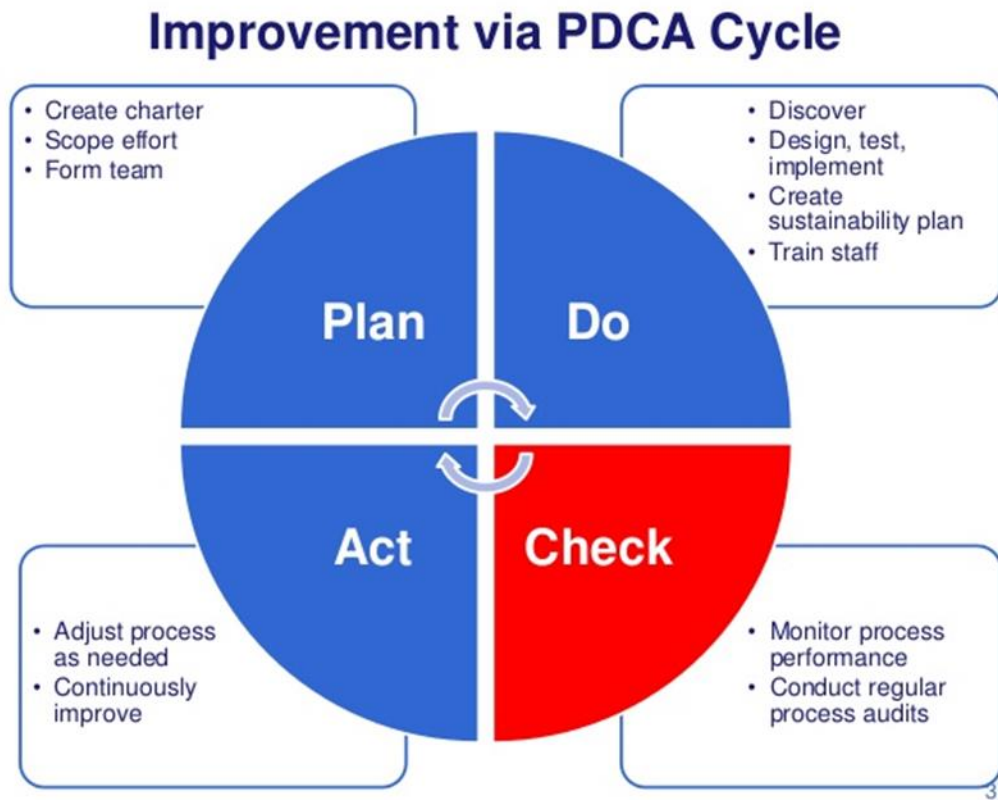 Improvement via PDCA Cycle
• Create charter
• Scope effort
• Form team
• Discover
• Design, test,
implement
• Create
sustainability plan
• Train staff
Plan
Do
Act
Check
• Adjust process
as needed
• Continuously
improve
• Monitor process
performance
• Conduct regular
process audits
3